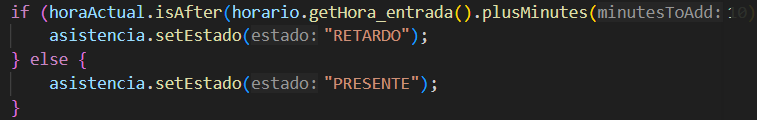 if (horaActual.isAfter(horario.getHora_entrada().plusMinutes(minutesToAdd:10)
asistencia.setEstado(estado:"RETARDO");
} else {
asistencia.setEstado(estado:"PRESENTE");
}